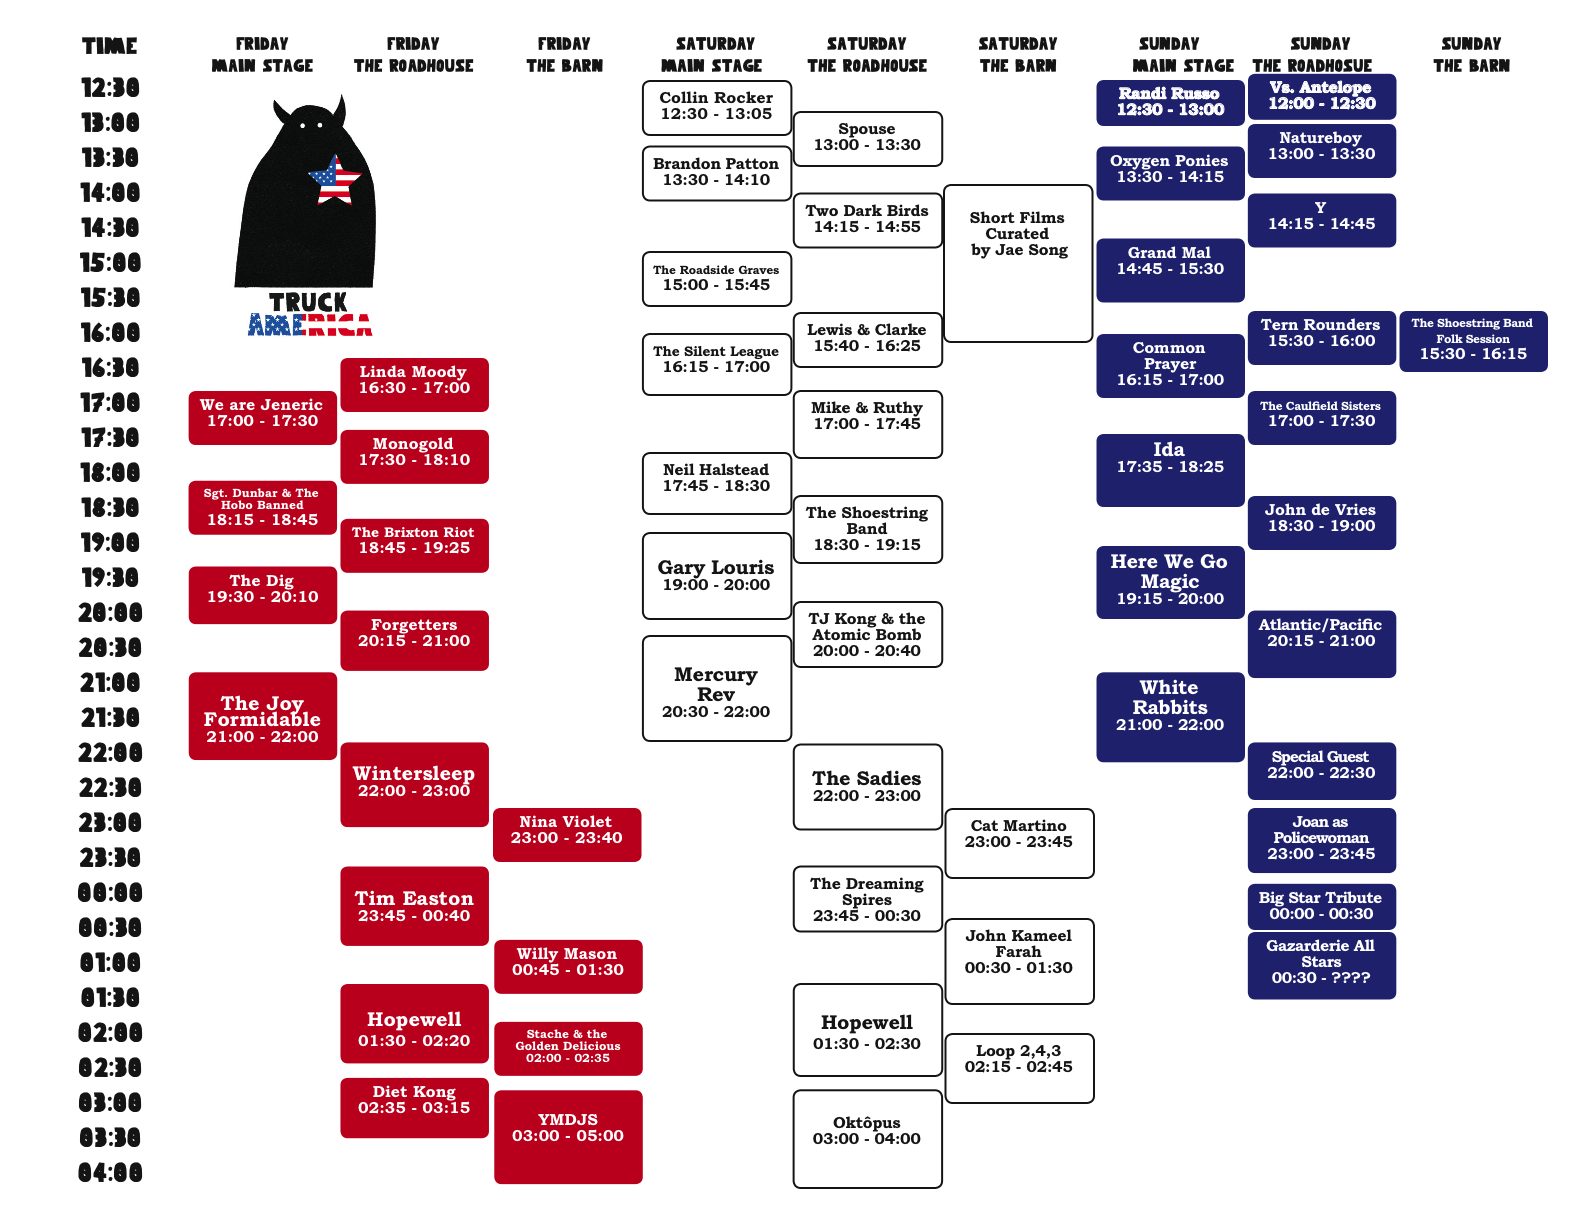 TIME
12:30
13:00
13:30
14:00
14:30
15:00
15:30
16:00
16:30
17:00
17:30
18:00
18:30
19:00
19:30
20:00
20:30
21:00
21:30
22:00
22:30
23:00
23:30
00:00
00:30
01:00
01:30
02:00
02:30
03:00
03:30
04:00
FRIDAY
MAIN STAGE
TRUCK
AMERICA
We are Jeneric
17:00 - 17:30
Sgt. Dunbar & The
Hobo Banned
18:15 - 18:45
The Dig
19:30 - 20:10
The Joy
Formidable
21:00 - 22:00
FRIDAY
THE ROADHOUSE
Linda Moody
16:30 - 17:00
Monogold
17:30 - 18:10
The Brixton Riot
18:45 - 19:25
Forgetters
20:15 - 21:00
Wintersleep
22:00 - 23:00
Tim Easton
23:45 - 00:40
Hopewell
01:30 - 02:20
Diet Kong
02:35 - 03:15
FRIDAY
THE BARN
Nina Violet
23:00 - 23:40
Willy Mason
00:45 - 01:30
Stache & the
Golden Delicious
02:00 - 02:35
YMDJS
03:00 - 05:00
SATURDAY
MAIN STAGE
Collin Rocker
12:30 - 13:05
Brandon Patton
13:30 - 14:10
The Roadside Graves
15:00 - 15:45
The Silent League
16:15 - 17:00
Neil Halstead
17:45 - 18:30
Gary Louris
19:00 - 20:00
Mercury
Rev
20:30 - 22:00
SATURDAY
THE ROADHOUSE
Spouse
13:00 - 13:30
Two Dark Birds
14:15 - 14:55
Lewis & Clarke
15:40 - 16:25
Mike & Ruthy
17:00 - 17:45
The Shoestring
Band
18:30 - 19:15
TJ Kong & the
Atomic Bomb
20:00 - 20:40
The Sadies
22:00 - 23:00
The Dreaming
Spires
23:45 - 00:30
Hopewell
01:30 - 02:30
Oktôpus
03:00 - 04:00
SATURDAY
THE BARN
Short Films
Curated
by Jae Song
Cat Martino
23:00 - 23:45
John Kameel
Farah
00:30 - 01:30
Loop 2,4,3
02:15 - 02:45
SUNDAY
MAIN STAGE
Randi Russo
12:30 - 13:00
Oxygen Ponies
13:30 - 14:15
Grand Mal
14:45 - 15:30
Common
Prayer
16:15 - 17:00
Ida
17:35 - 18:25
Here We Go
Magic
19:15 - 20:00
White
Rabbits
21:00 - 22:00
SUNDAY
THE ROADHOSUE
Vs. Antelope
12:00 - 12:30
Natureboy
13:00 - 13:30
Y
14:15 - 14:45
Tern Rounders
15:30 - 16:00
The Caulfield Sisters
17:00 - 17:30
John de Vries
18:30 - 19:00
Atlantic/Pacific
20:15 - 21:00
Special Guest
22:00 - 22:30
Joan as
Policewoman
23:00 - 23:45
Big Star Tribute
00:00 - 00:30
Gazarderie All
Stars
00:30 - ????
SUNDAY
THE BARN
The Shoestring Band
Folk Session
15:30 - 16:15